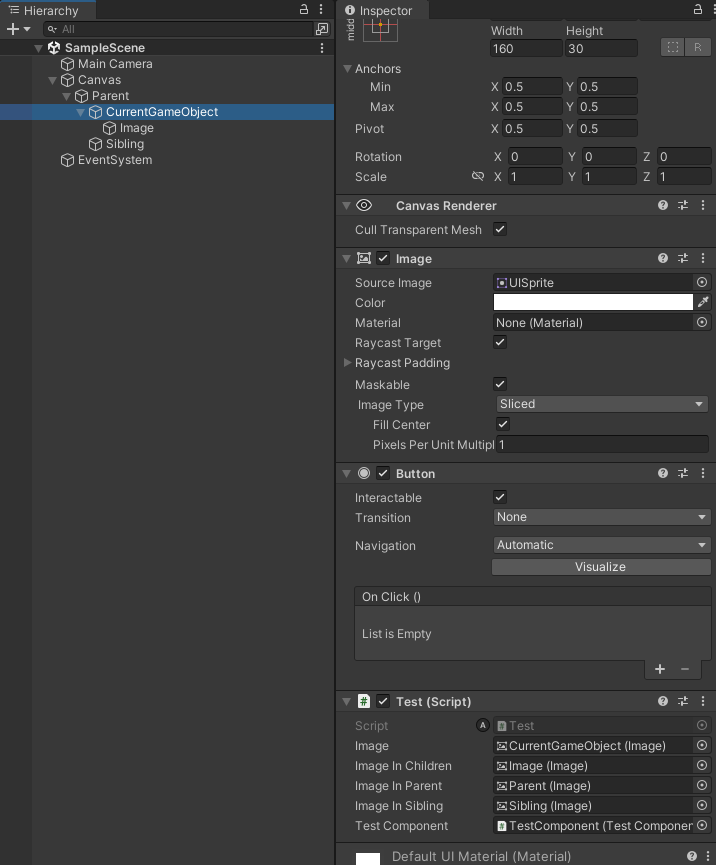 Hierarchy
All
SampleScene
Main Camera
Canvas
Parent
CurrentGameObject
Image
Sibling
EventSystem
Inspector
midd
Width Height
160 30
R
Anchors
Min X 0.5 Y 0.5
Max X 0.5 Y 0.5
Pivot X 0.5 Y 0.5
Rotation X 0 Y 0 Z 0
Scale X 1 Y 1 Z 1
Canvas Renderer
Cull Transparent Mesh
Image
Source Image UISprite
Color
Material None (Material)
Raycast Target
Raycast Padding
Maskable
Image Type Sliced
Fill Center
Pixels Per Unit Multipl 1
Button
Interactable
Transition None
Navigation Automatic
Visualize
On Click ()
List is Empty
+ −
# Test (Script)
Script A # Test
Image CurrentGameObject (Image)
Image In Children Image (Image)
Image In Parent Parent (Image)
Image In Sibling Sibling (Image)
Test Component # TestComponent (Test Componen
Default UI Material (Material)